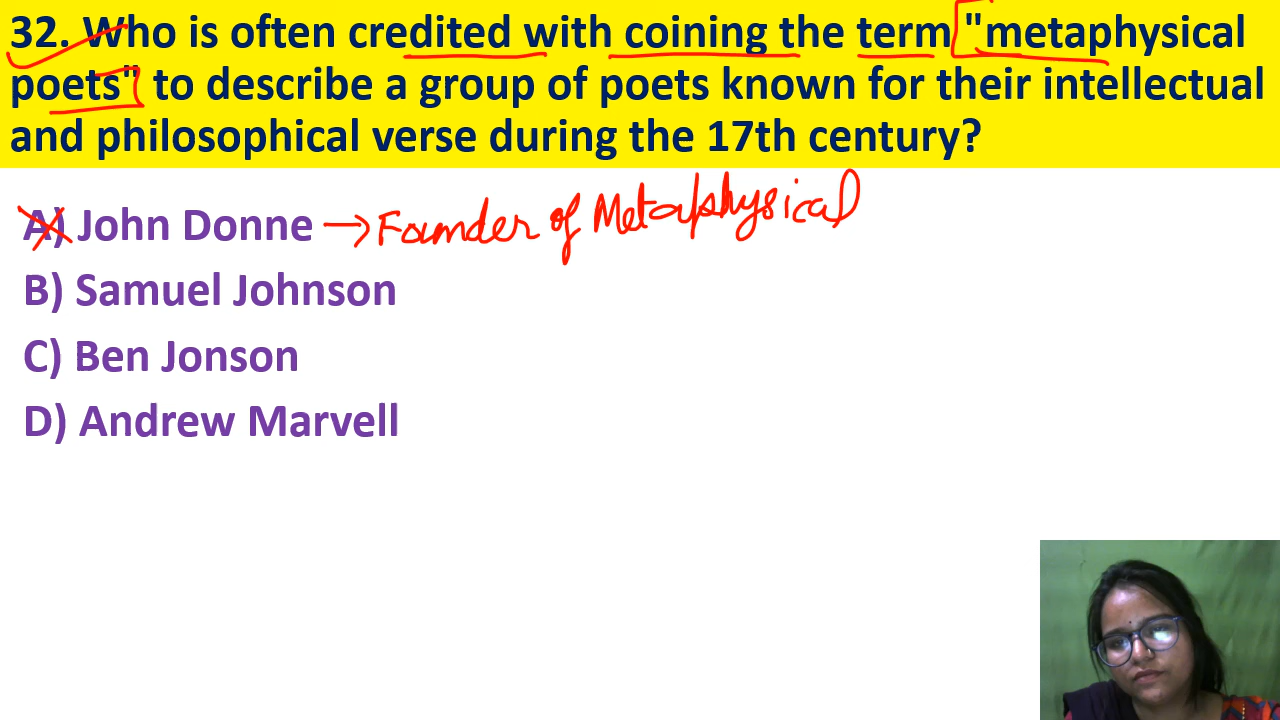 32. Who is often credited with coining the term "metaphysical
poets" to describe a group of poets known for their intellectual
and philosophical verse during the 17th century?
A) John Donne → Founder of Metaphysical
B) Samuel Johnson
C) Ben Jonson
D) Andrew Marvell